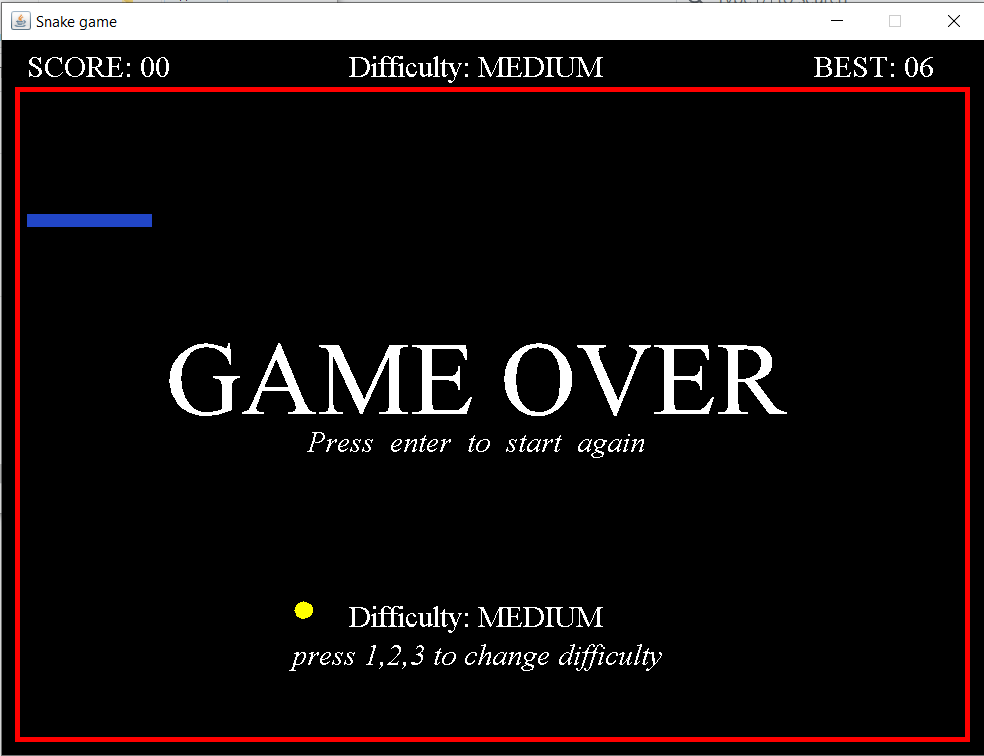 Snake game
SCORE: 00 Difficulty: MEDIUM BEST: 06
GAME OVER
Press enter to start again
Difficulty: MEDIUM
press 1,2,3 to change difficulty